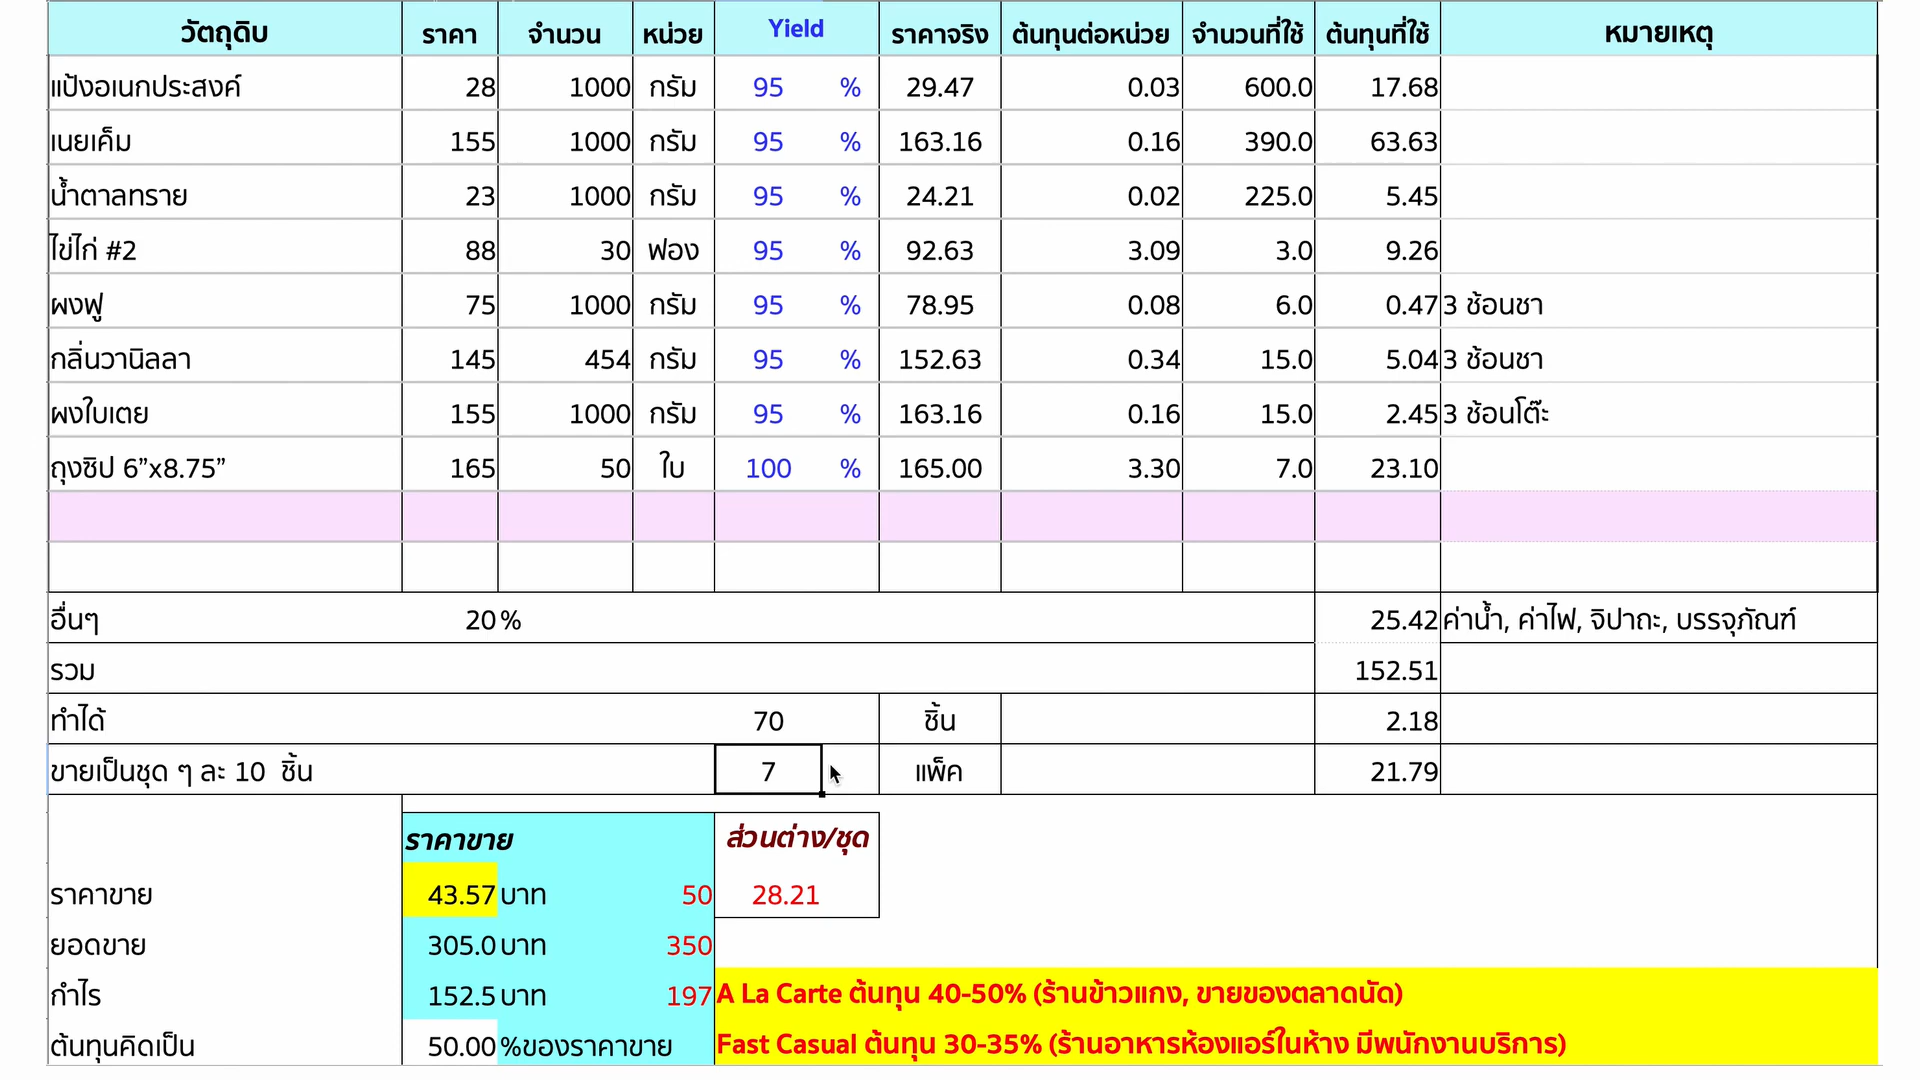 วัตถุดิบ ราคา จำนวน หน่วย Yield ราคาจริง ต้นทุนต่อหน่วย จำนวนที่ใช้ ต้นทุนที่ใช้ หมายเหตุ
แป้งอเนกประสงค์ 28 1000 กรัม 95 % 29.47 0.03 600.0 17.68
เนยเค็ม 155 1000 กรัม 95 % 163.16 0.16 390.0 63.63
น้ำตาลทราย 23 1000 กรัม 95 % 24.21 0.02 225.0 5.45
ไข่ไก่ #2 88 30 ฟอง 95 % 92.63 3.09 3.0 9.26
ผงฟู 75 1000 กรัม 95 % 78.95 0.08 6.0 0.47 3 ช้อนชา
กลิ่นวานิลลา 145 454 กรัม 95 % 152.63 0.34 15.0 5.04 3 ช้อนชา
ผงใบเตย 155 1000 กรัม 95 % 163.16 0.16 15.0 2.45 3 ช้อนโต๊ะ
ถุงซิป 6”x8.75” 165 50 ใบ 100 % 165.00 3.30 7.0 23.10
อื่นๆ 20 % 25.42 ค่าน้ำ, ค่าไฟ, จิปาถะ, บรรจุภัณฑ์
รวม 152.51
ทำได้ 70 ชิ้น 2.18
ขายเป็นชุด ๆ ละ 10 ชิ้น 7 แพ็ค 21.79
ราคาขาย ส่วนต่าง/ชุด
ราคาขาย 43.57 บาท 50 28.21
ยอดขาย 305.0 บาท 350
กำไร 152.5 บาท 197 A La Carte ต้นทุน 40-50% (ร้านข้าวแกง, ขายของตลาดนัด)
ต้นทุนคิดเป็น 50.00 %ของราคาขาย Fast Casual ต้นทุน 30-35% (ร้านอาหารห้องแอร์ในห้าง มีพนักงานบริการ)